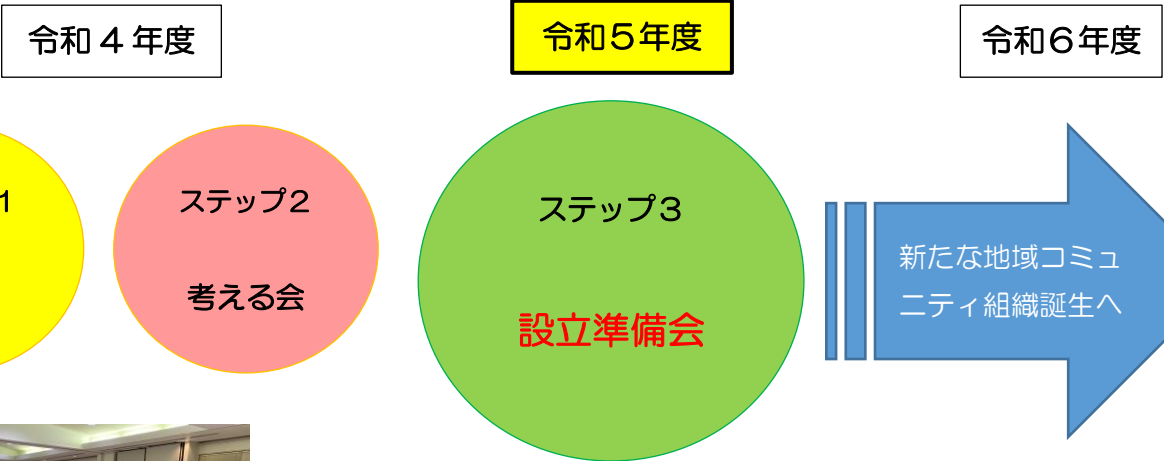 令和４年度
令和５年度
令和６年度
1
ステップ２
考える会
ステップ３
設立準備会
新たな地域コミュ
ニティ組織誕生へ